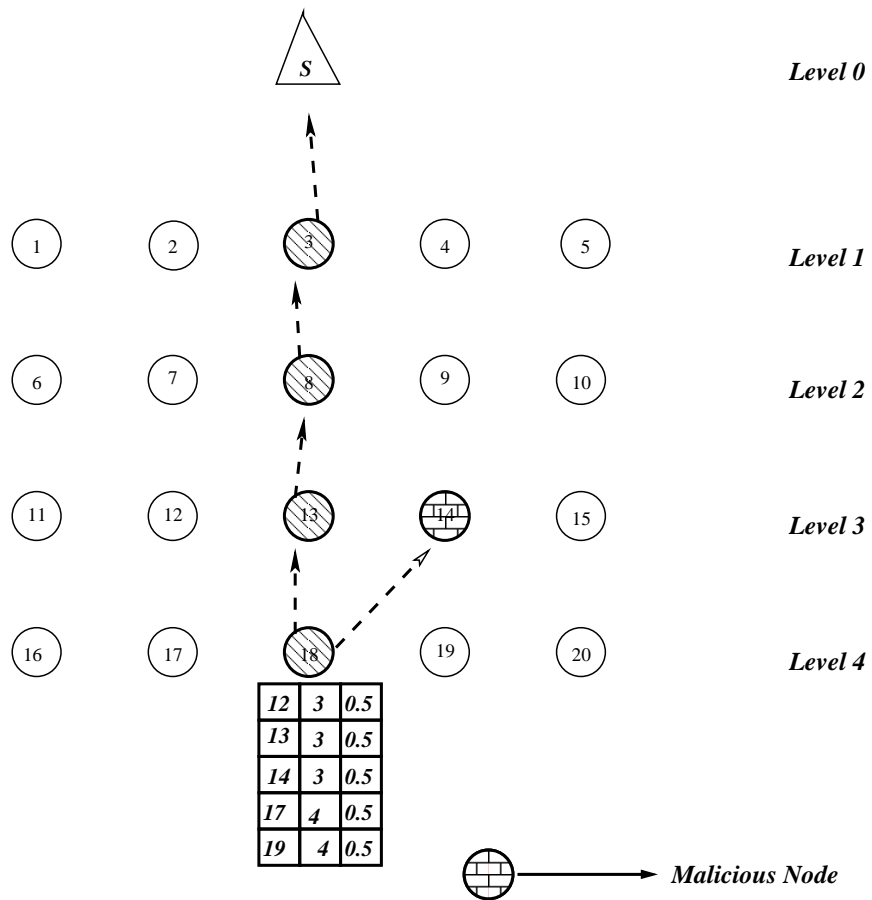 S Level 0
1 2 3 4 5 Level 1
6 7 8 9 10 Level 2
11 12 13 14 15 Level 3
16 17 18 19 20 Level 4
12 3 0.5
13 3 0.5
14 3 0.5
17 4 0.5
19 4 0.5
Malicious Node